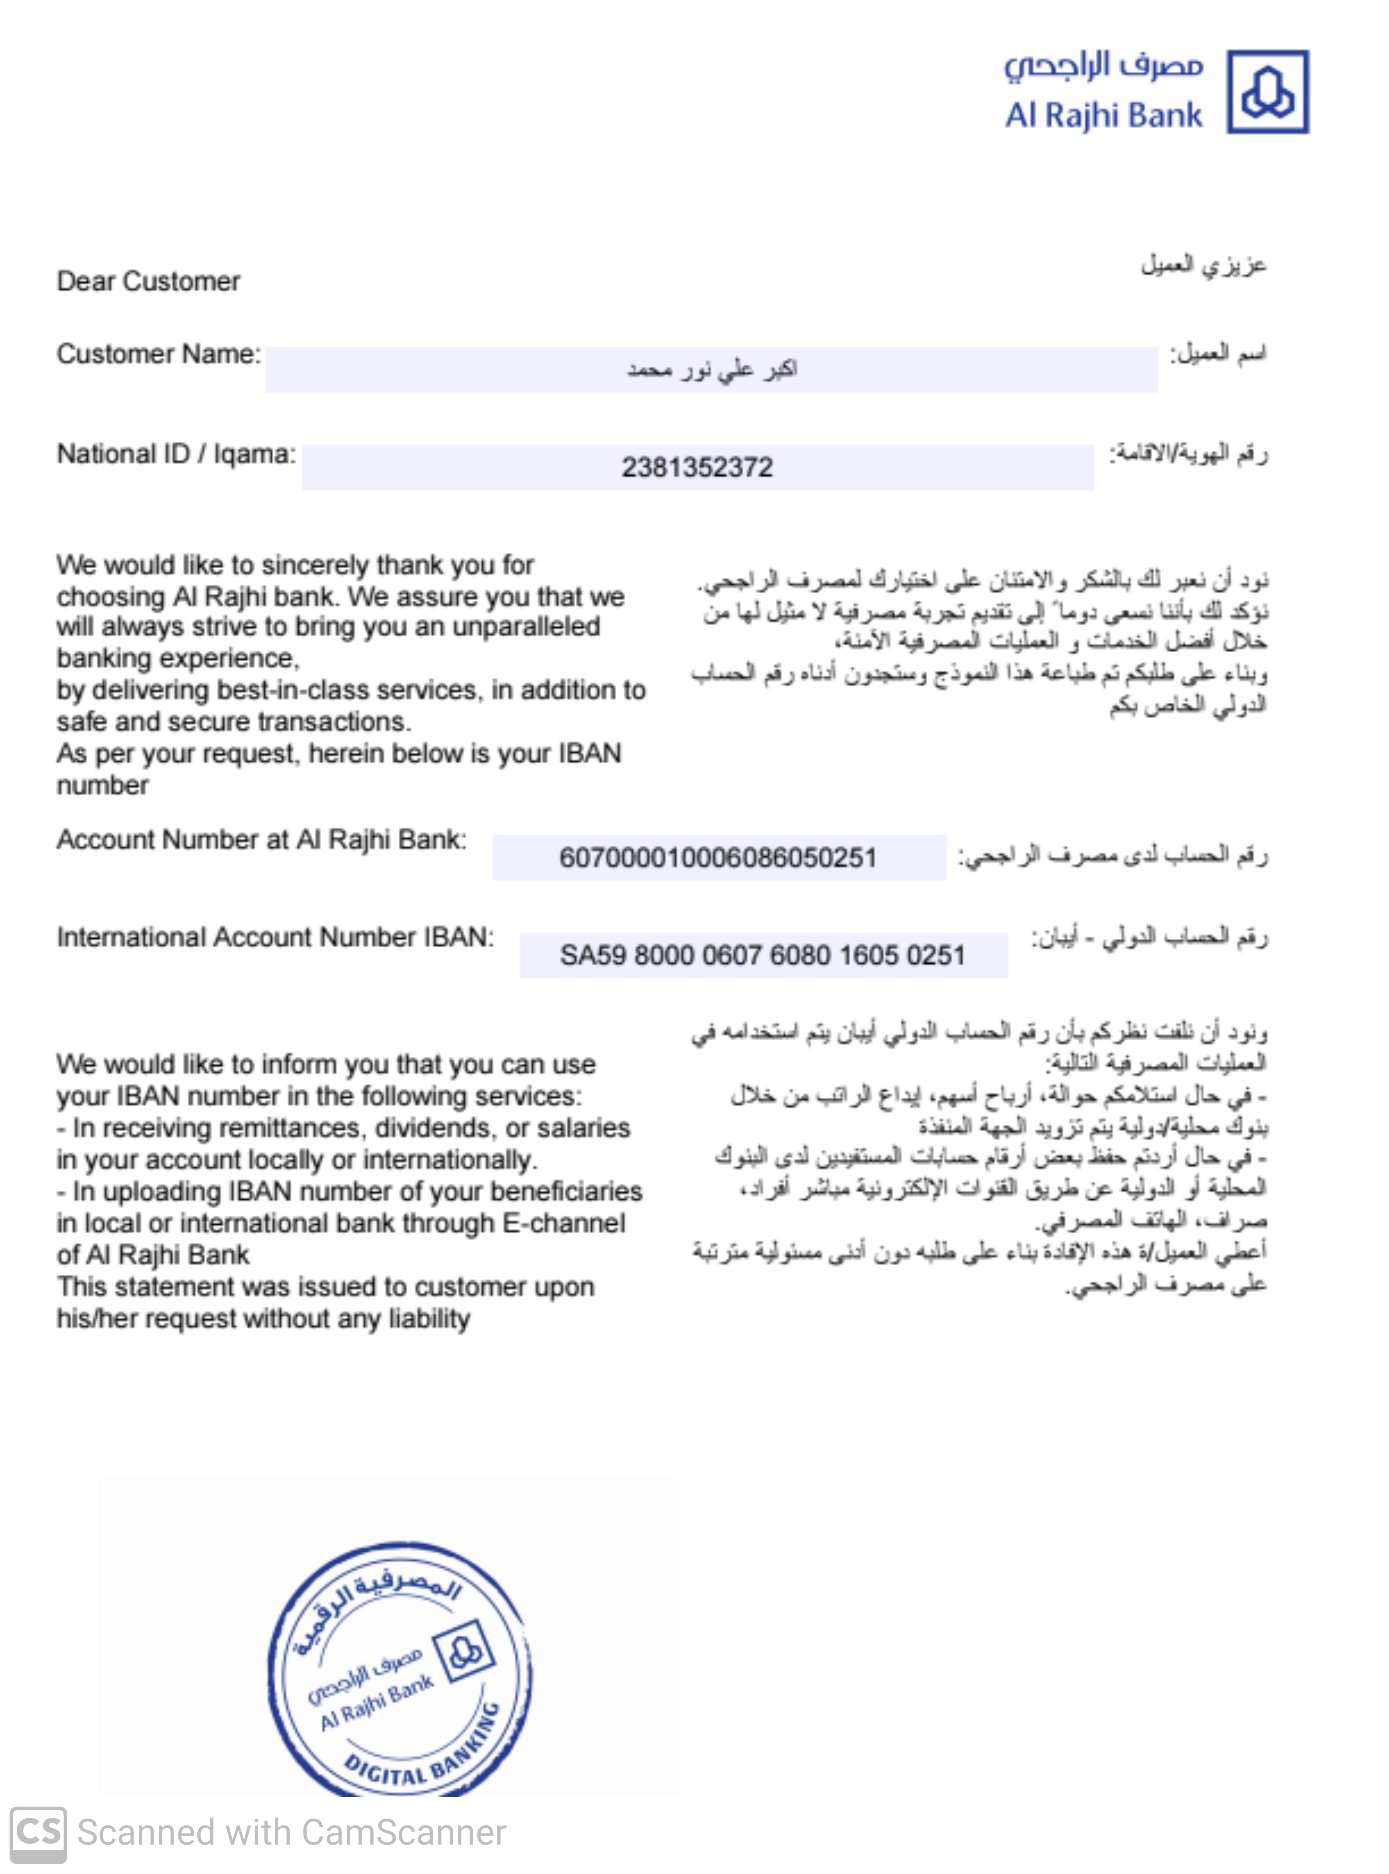 مصرف الراجحي
Al Rajhi Bank
عزيزي العميل
Dear Customer
Customer Name:
اكبر علي نور محمد
اسم العميل:
National ID / Iqama:
2381352372
رقم الهوية/الاقامة:
We would like to sincerely thank you for
choosing Al Rajhi bank. We assure you that we
will always strive to bring you an unparalleled
banking experience,
by delivering best-in-class services, in addition to
safe and secure transactions.
As per your request, herein below is your IBAN
number
نود أن نعبر لك بالشكر والامتنان على اختيارك لمصرف الراجحي.
نؤكد لك بأننا نسعى دوما ً إلى تقديم تجربة مصرفية لا مثيل لها من
خلال أفضل الخدمات و العمليات المصرفية الآمنة،
وبناء على طلبكم تم طباعة هذا النموذج وستجدون أدناه رقم الحساب
الدولي الخاص بكم
Account Number at Al Rajhi Bank:
607000010006086050251
رقم الحساب لدى مصرف الراجحي:
International Account Number IBAN:
SA59 8000 0607 6080 1605 0251
رقم الحساب الدولي - أيبان:
We would like to inform you that you can use
your IBAN number in the following services:
- In receiving remittances, dividends, or salaries
in your account locally or internationally.
- In uploading IBAN number of your beneficiaries
in local or international bank through E-channel
of Al Rajhi Bank
This statement was issued to customer upon
his/her request without any liability
ونود أن نلفت نظركم بأن رقم الحساب الدولي أيبان يتم استخدامه في
العمليات المصرفية التالية:
- في حال استلامكم حوالة، أرباح أسهم، إيداع الراتب من خلال
بنوك محلية/دولية يتم تزويد الجهة المنفذة
- في حال أردتم حفظ بعض أرقام حسابات المستفيدين لدى البنوك
المحلية أو الدولية عن طريق القنوات الإلكترونية مباشر أفراد،
صراف، الهاتف المصرفي.
أعطي العميل/ة هذه الإفادة بناء على طلبه دون أدنى مسئولية مترتبة
على مصرف الراجحي.
المصرفية الرقمية
مصرف الراجحي
Al Rajhi Bank
DIGITAL BANKING
CS Scanned with CamScanner